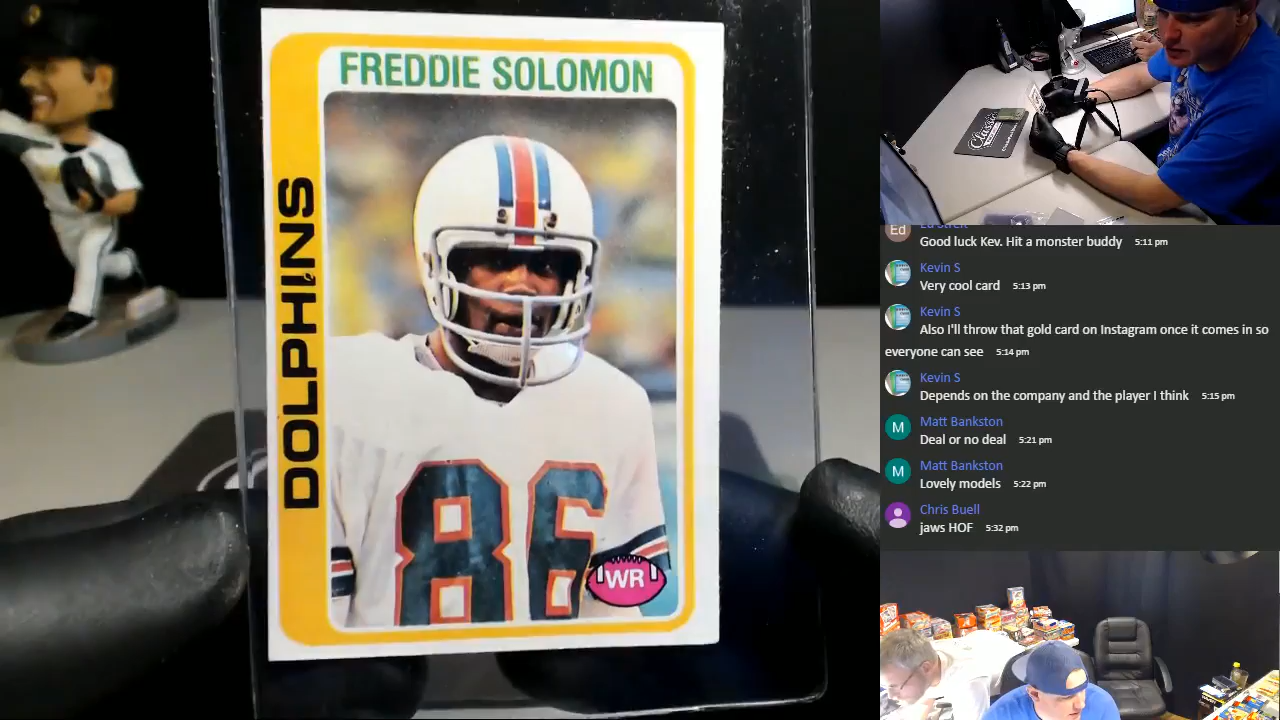 FREDDIE SOLOMON
DOLPHINS
86
WR
Classic
Ed
Good luck Kev. Hit a monster buddy 5:11 pm
Kevin S
Very cool card 5:13 pm
Kevin S
Also I'll throw that gold card on Instagram once it comes in so
everyone can see 5:14 pm
Kevin S
Depends on the company and the player I think 5:15 pm
M
Matt Bankston
Deal or no deal 5:21 pm
M
Matt Bankston
Lovely models 5:22 pm
Chris Buell
jaws HOF 5:32 pm